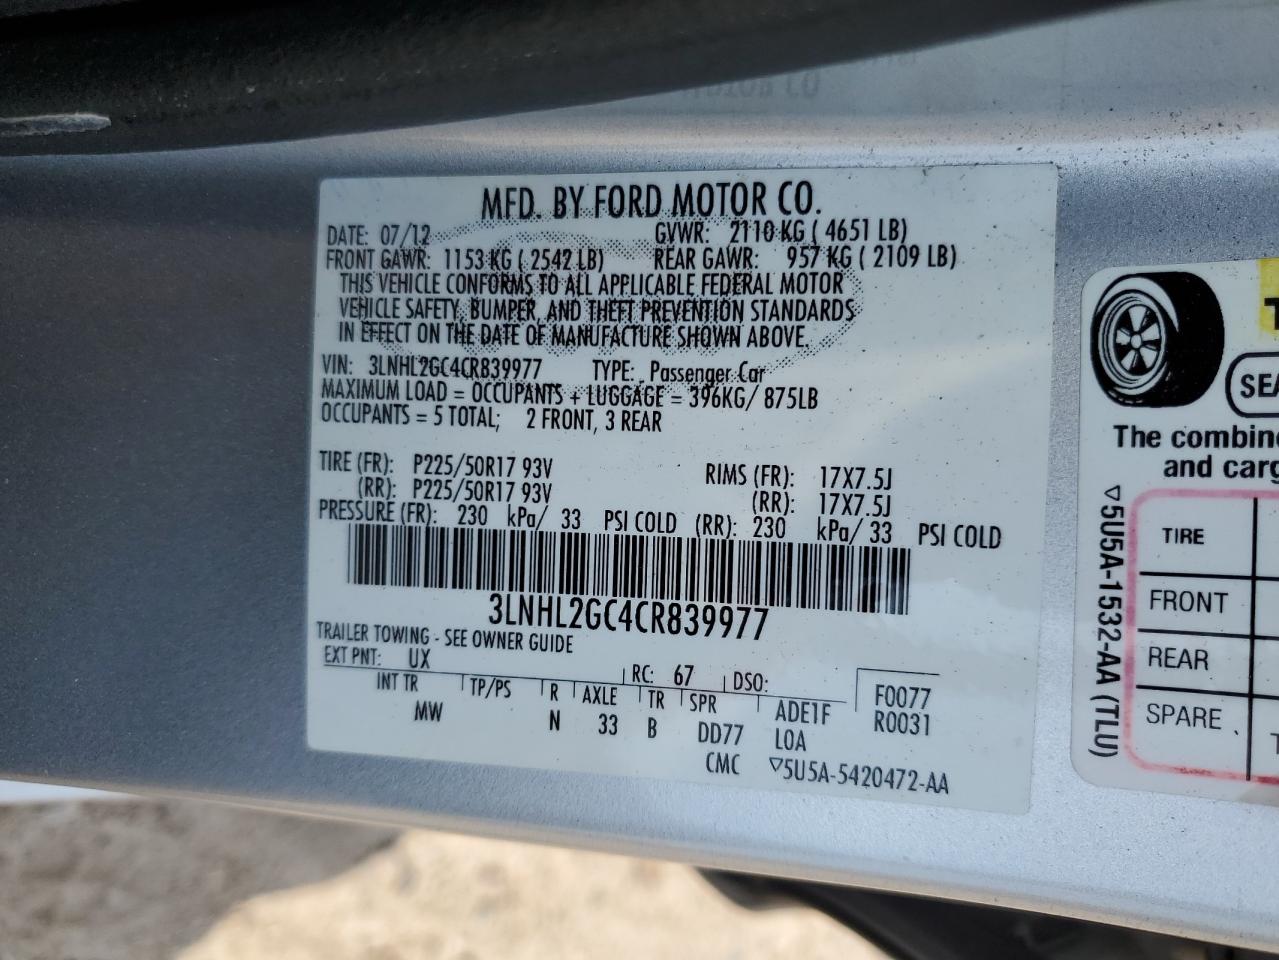 MFD. BY FORD MOTOR CO.
DATE: 07/12 GVWR: 2110 KG ( 4651 LB)
FRONT GAWR: 1153 KG ( 2542 LB) REAR GAWR: 957 KG ( 2109 LB)
THIS VEHICLE CONFORMS TO ALL APPLICABLE FEDERAL MOTOR
VEHICLE SAFETY, BUMPER, AND THEFT PREVENTION STANDARDS
IN EFFECT ON THE DATE OF MANUFACTURE SHOWN ABOVE.
VIN: 3LNHL2GC4CR839977 TYPE: Passenger Car
MAXIMUM LOAD = OCCUPANTS + LUGGAGE = 396KG/ 875LB
OCCUPANTS = 5 TOTAL; 2 FRONT, 3 REAR
TIRE (FR): P225/50R17 93V RIMS (FR): 17X7.5J
(RR): P225/50R17 93V (RR): 17X7.5J
PRESSURE (FR): 230 kPa/ 33 PSI COLD (RR): 230 kPa/ 33 PSI COLD
3LNHL2GC4CR839977
TRAILER TOWING - SEE OWNER GUIDE
EXT PNT: UX RC: 67 DSO:
INT TR TP/PS R AXLE TR SPR ADE1F F0077
MW N 33 B DD77 LOA R0031
CMC ▽5U5A-5420472-AA
SEA
The combin
and carg
TIRE
FRONT
REAR
SPARE
▽5U5A-1532-AA (TLU)